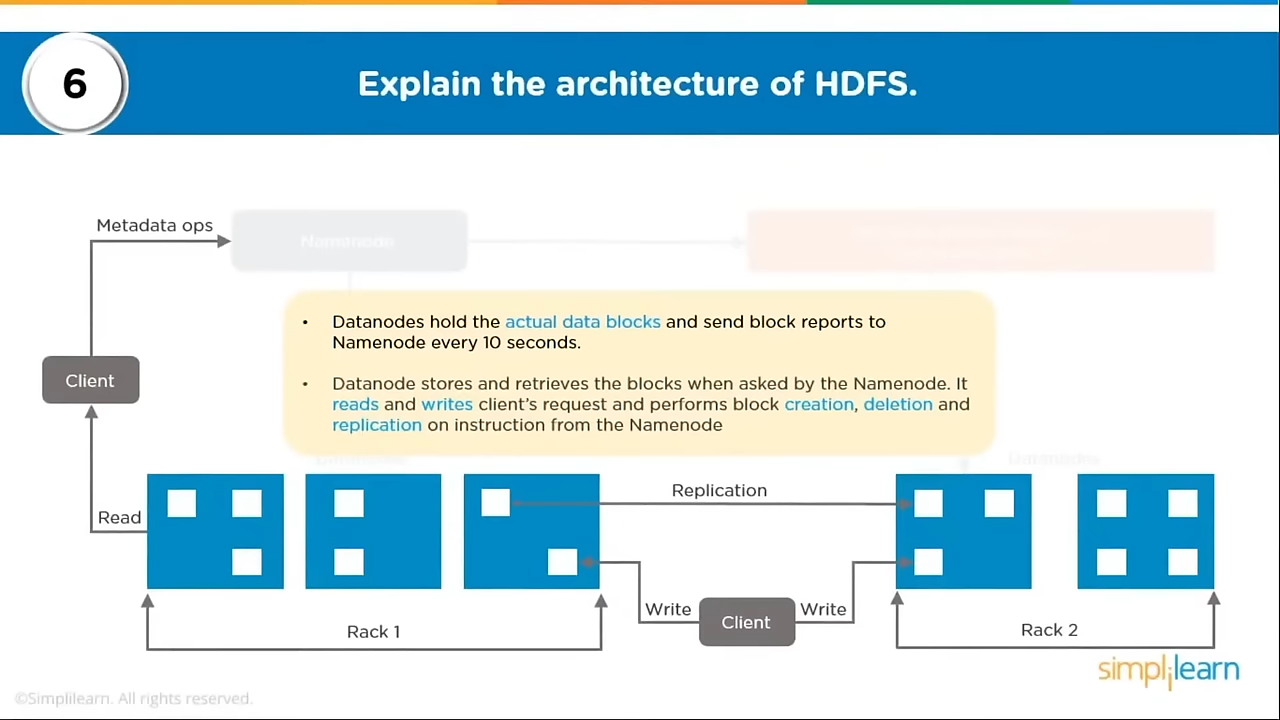 6
Explain the architecture of HDFS.
Metadata ops
Namenode
• Datanodes hold the actual data blocks and send block reports to
Namenode every 10 seconds.
• Datanode stores and retrieves the blocks when asked by the Namenode. It
reads and writes client’s request and performs block creation, deletion and
replication on instruction from the Namenode
Client
Datanodes
Read
Replication
Write
Client
Write
Rack 1
Rack 2
simplilearn
©Simplilearn. All rights reserved.